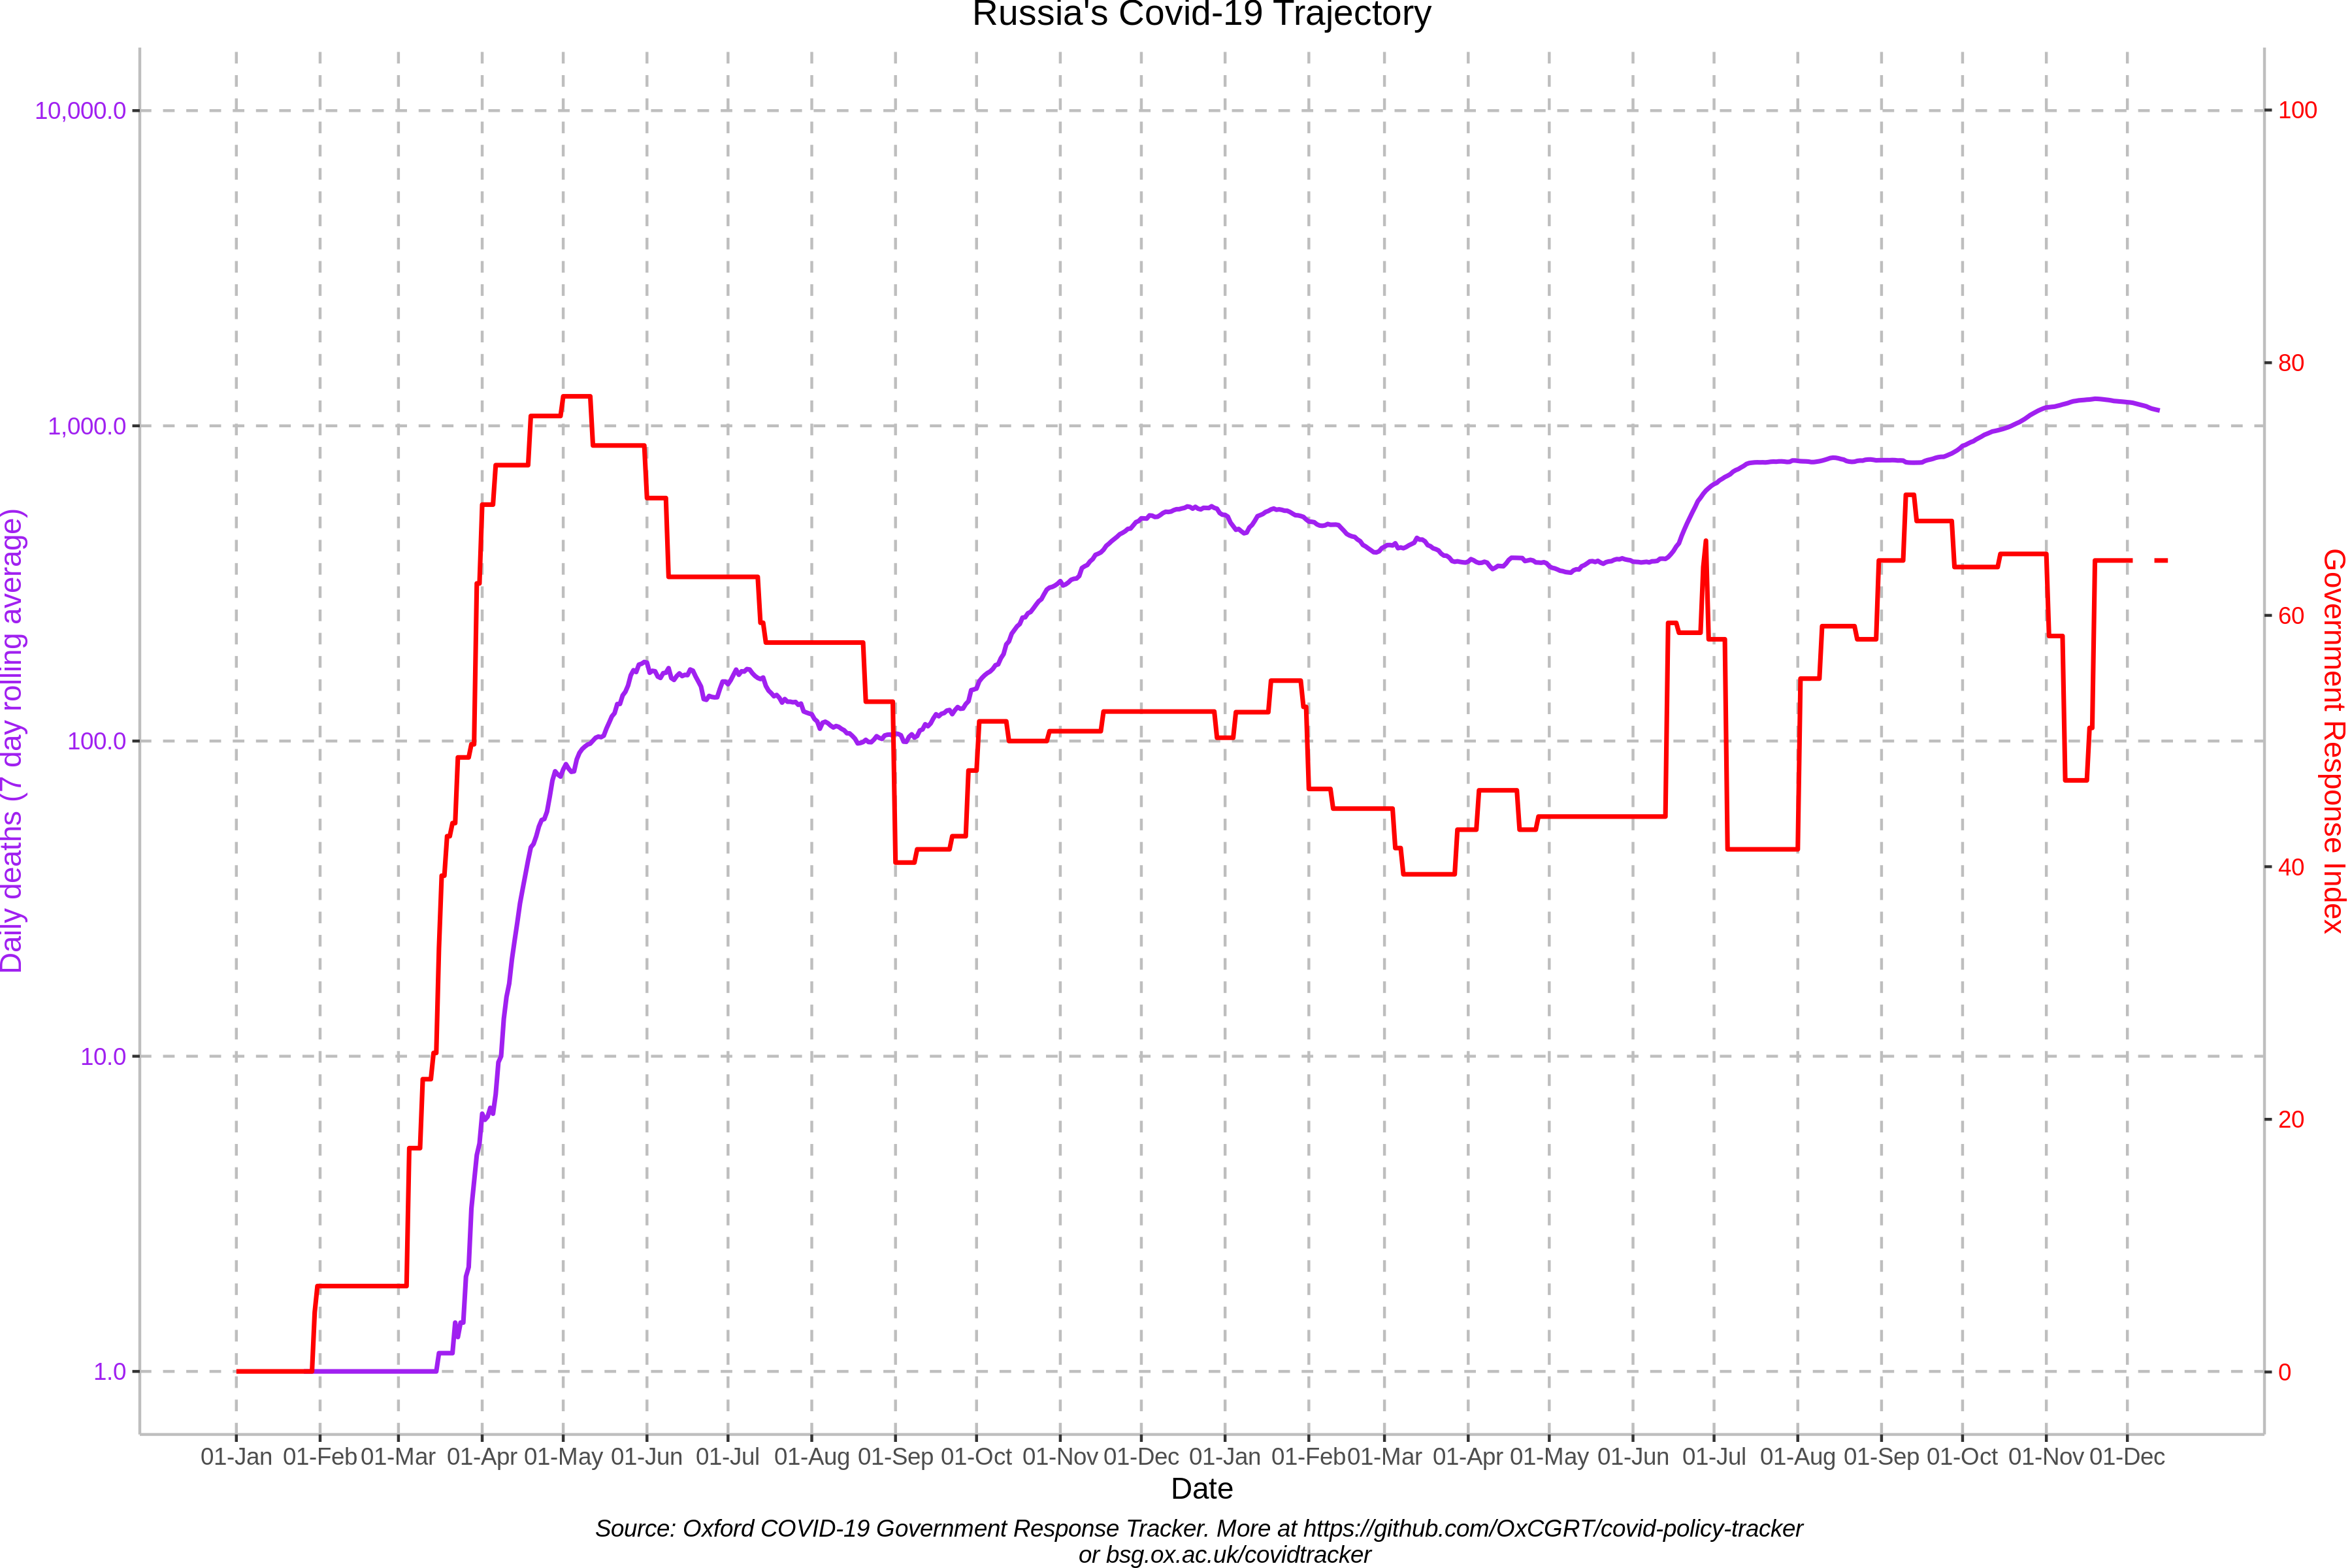 Russia's Covid-19 Trajectory
10,000.0
1,000.0
100.0
10.0
1.0
Daily deaths (7 day rolling average)
100
80
60
40
20
0
Government Response Index
01-Jan 01-Feb 01-Mar 01-Apr 01-May 01-Jun 01-Jul 01-Aug 01-Sep 01-Oct 01-Nov 01-Dec 01-Jan 01-Feb 01-Mar 01-Apr 01-May 01-Jun 01-Jul 01-Aug 01-Sep 01-Oct 01-Nov 01-Dec
Date
Source: Oxford COVID-19 Government Response Tracker. More at https://github.com/OxCGRT/covid-policy-tracker
or bsg.ox.ac.uk/covidtracker